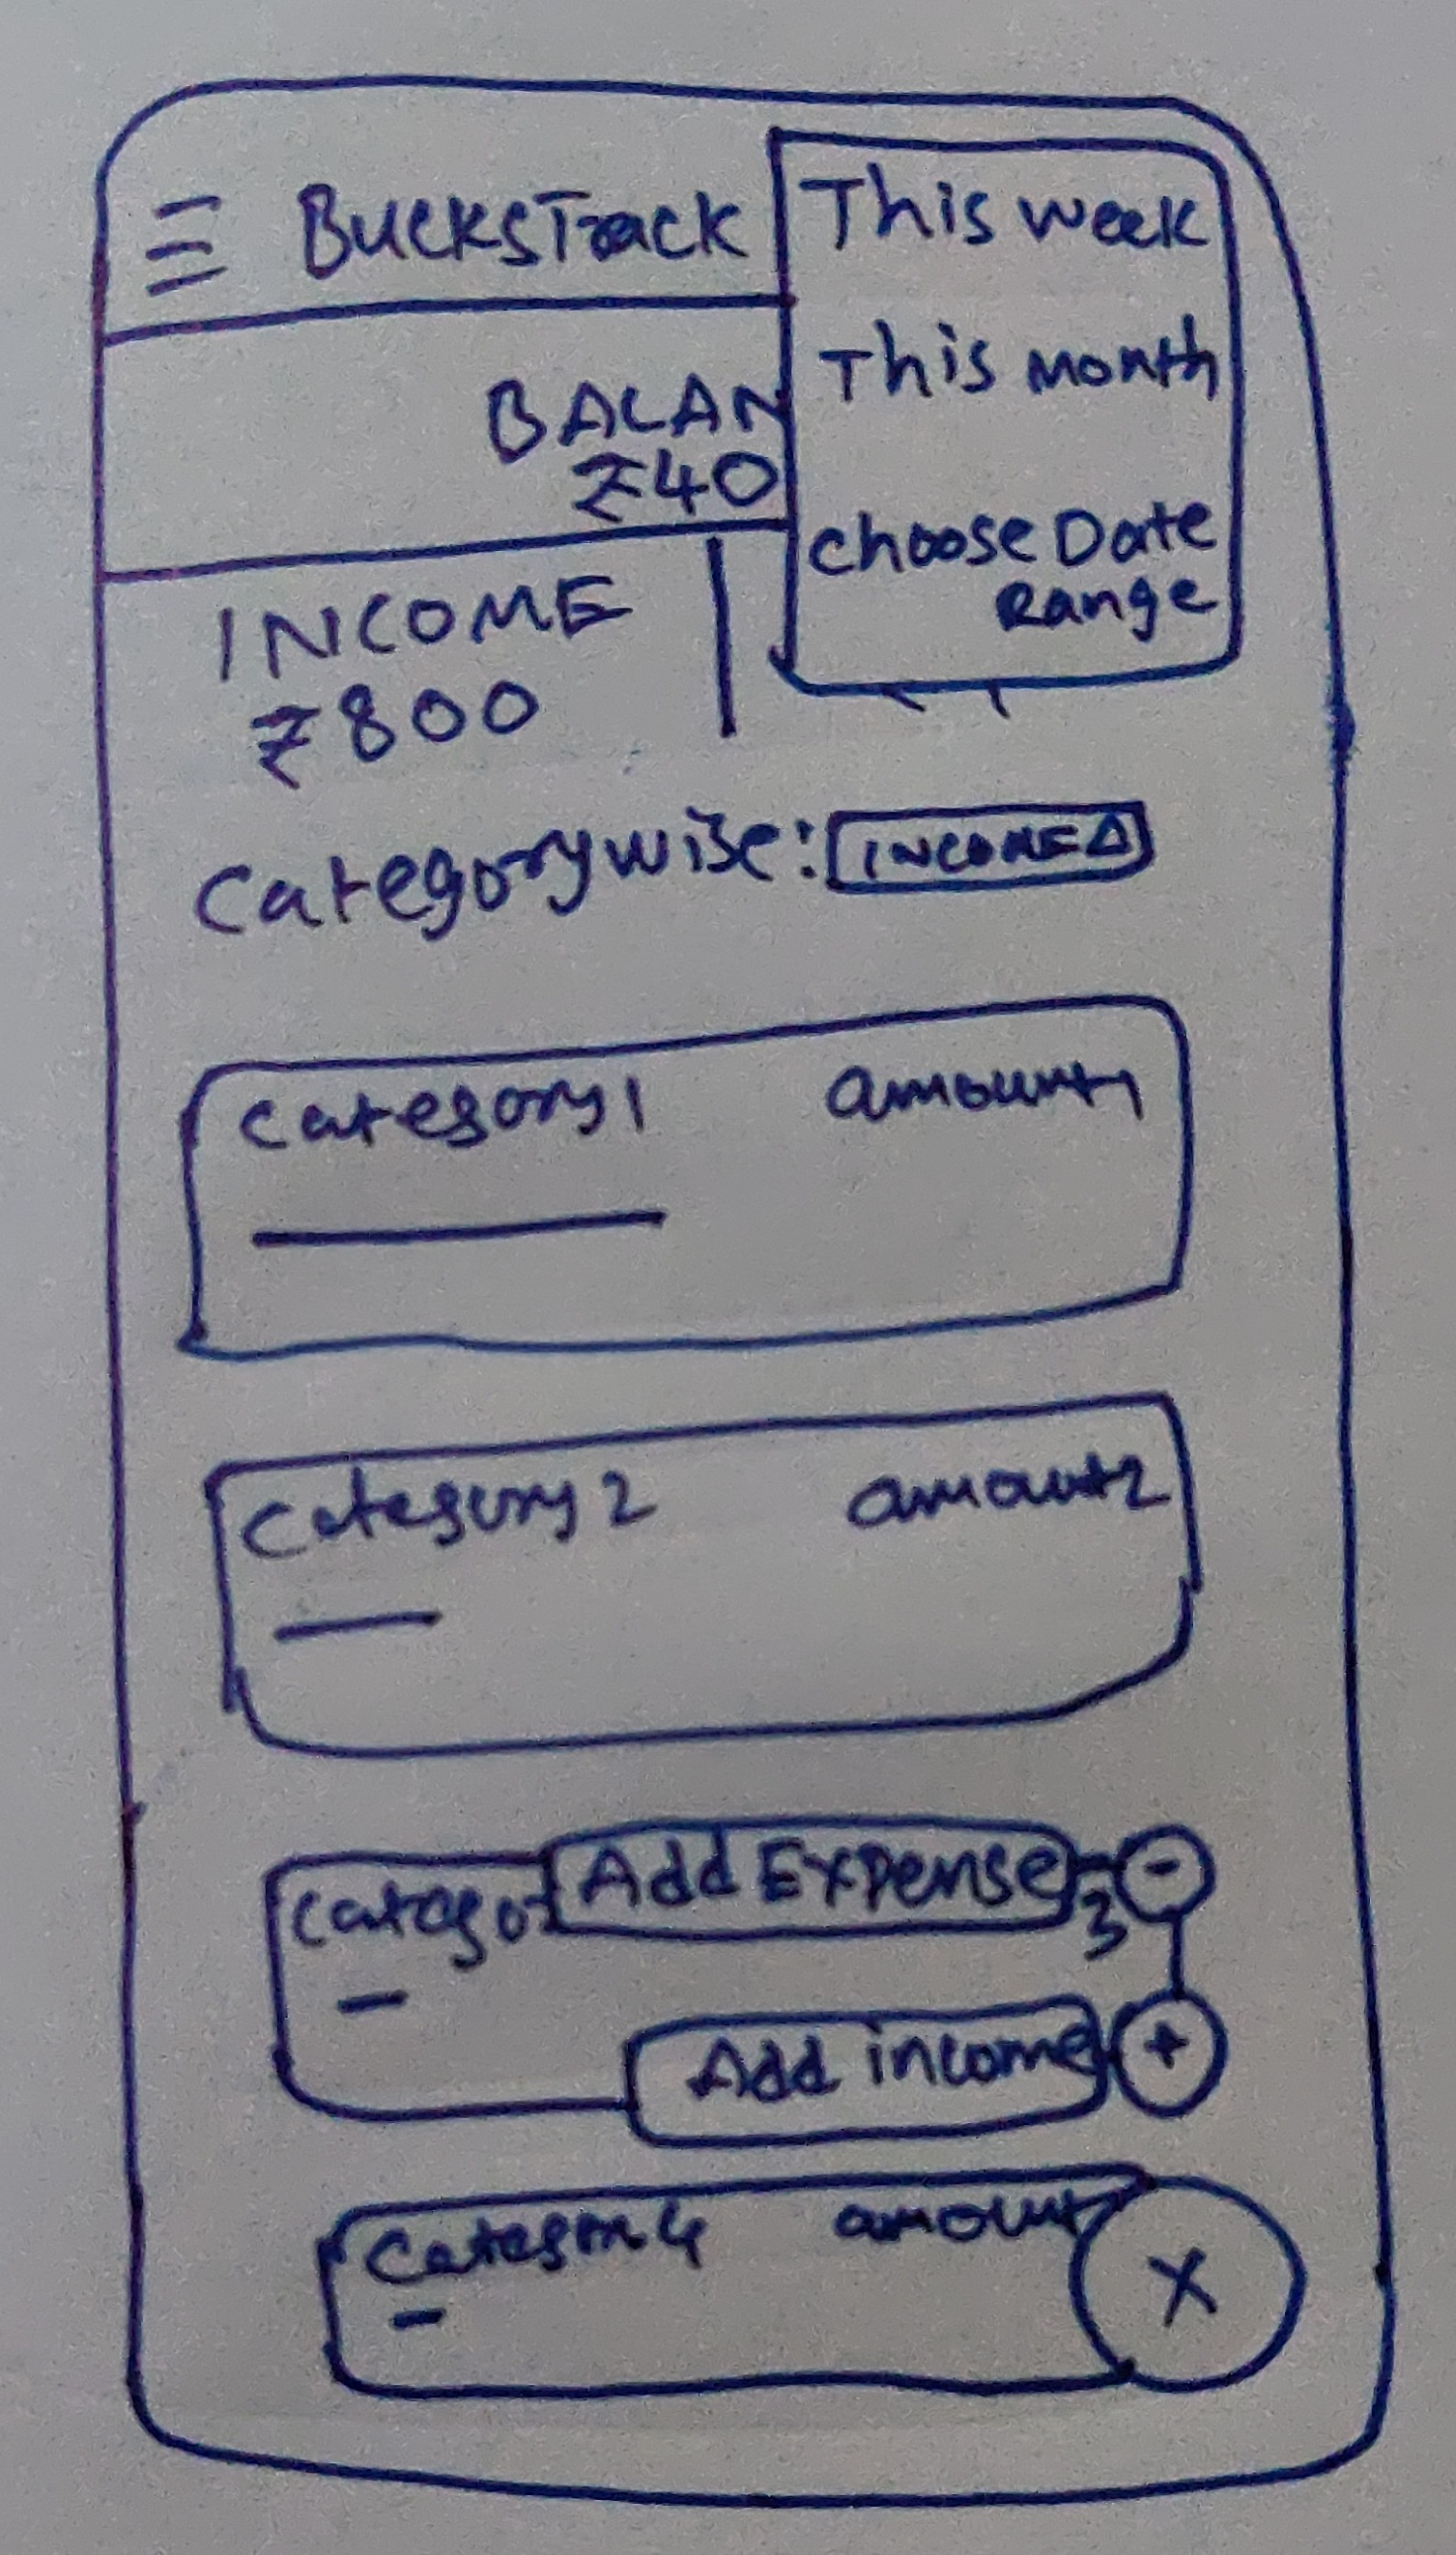 BucksTrack
This week
This month
Choose Date
Range
BALAN
₹40
INCOME
₹800
Categorywise: INCOME
Category1 amount1
Category2 amount2
Catego 3
Add Expense -
Add income +
Category4 amount
X